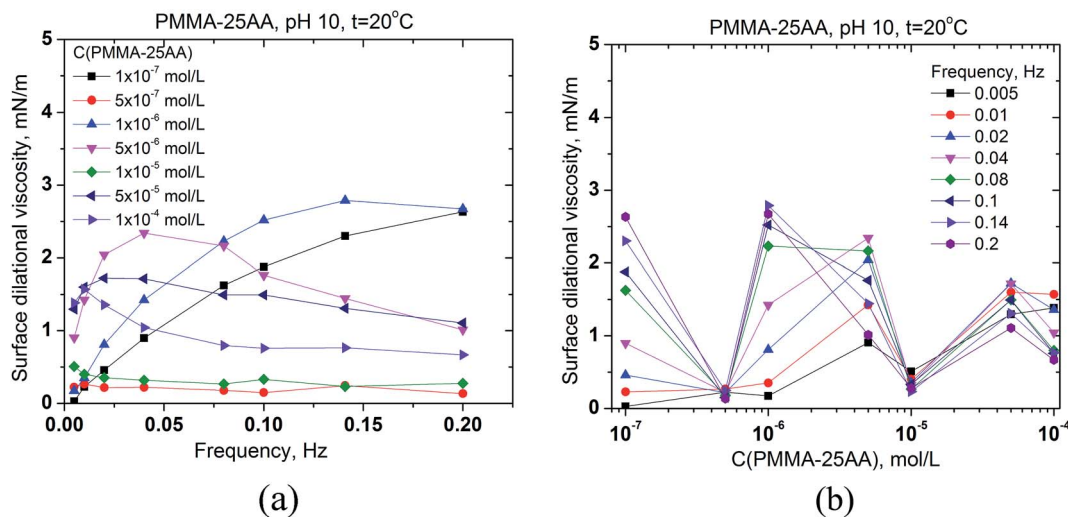 PMMA-25AA, pH 10, t=20°C
(a)
C(PMMA-25AA)
1x10⁻⁷ mol/L
5x10⁻⁷ mol/L
1x10⁻⁶ mol/L
5x10⁻⁶ mol/L
1x10⁻⁵ mol/L
5x10⁻⁵ mol/L
1x10⁻⁴ mol/L
Surface dilational viscosity, mN/m
5
4
3
2
1
0
0.00 0.05 0.10 0.15 0.20
Frequency, Hz
(a)
PMMA-25AA, pH 10, t=20°C
(b)
Frequency, Hz
0.005
0.01
0.02
0.04
0.08
0.1
0.14
0.2
Surface dilational viscosity, mN/m
5
4
3
2
1
0
10⁻⁷ 10⁻⁶ 10⁻⁵ 10⁻⁴
C(PMMA-25AA), mol/L
(b)